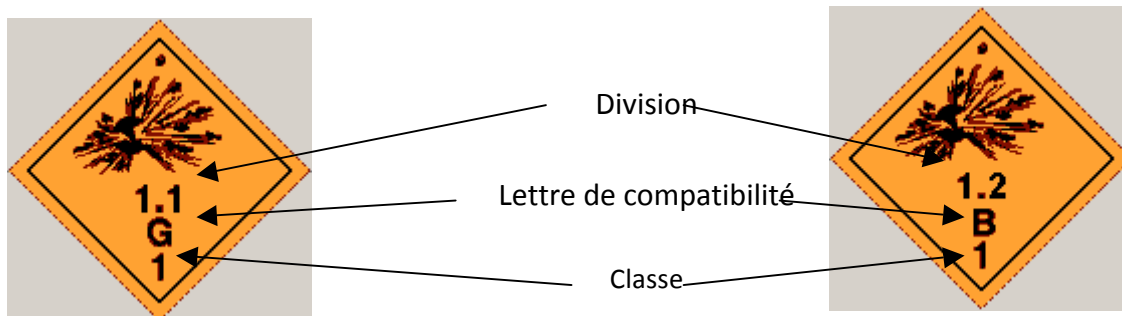 Division
1.1
1.2
Lettre de compatibilité
G
B
1
1
Classe